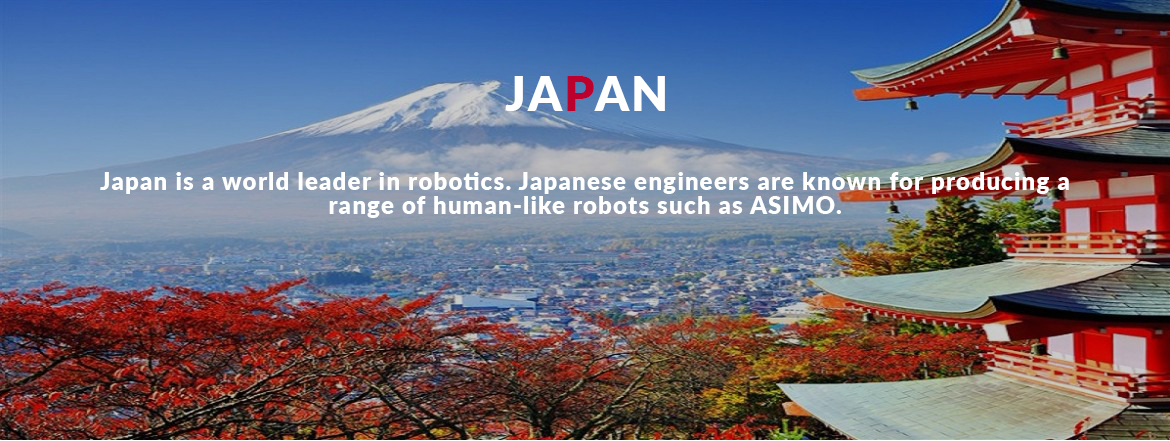 JAPAN
Japan is a world leader in robotics. Japanese engineers are known for producing a
range of human-like robots such as ASIMO.